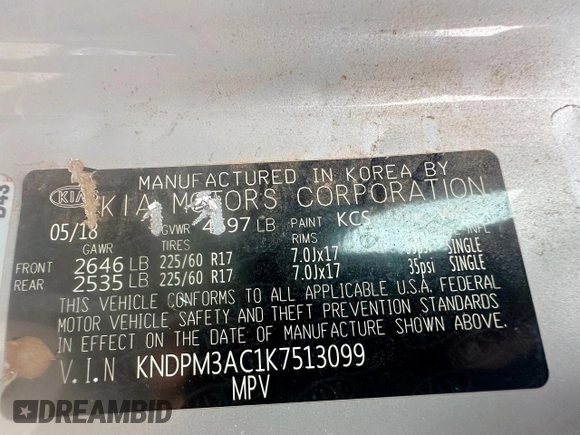 MANUFACTURED IN KOREA BY
KIA
KIA MOTORS CORPORATION
05/18 GVWR 4697 LB PAINT KCS
GAWR TIRES RIMS
FRONT 2646 LB 225/60 R17 7.0Jx17 SINGLE
REAR 2535 LB 225/60 R17 7.0Jx17 35psi SINGLE
THIS VEHICLE CONFORMS TO ALL APPLICABLE U.S.A. FEDERAL
MOTOR VEHICLE SAFETY AND THEFT PREVENTION STANDARDS
IN EFFECT ON THE DATE OF MANUFACTURE SHOWN ABOVE.
V.I.N KNDPM3AC1K7513099
MPV
DREAMBID